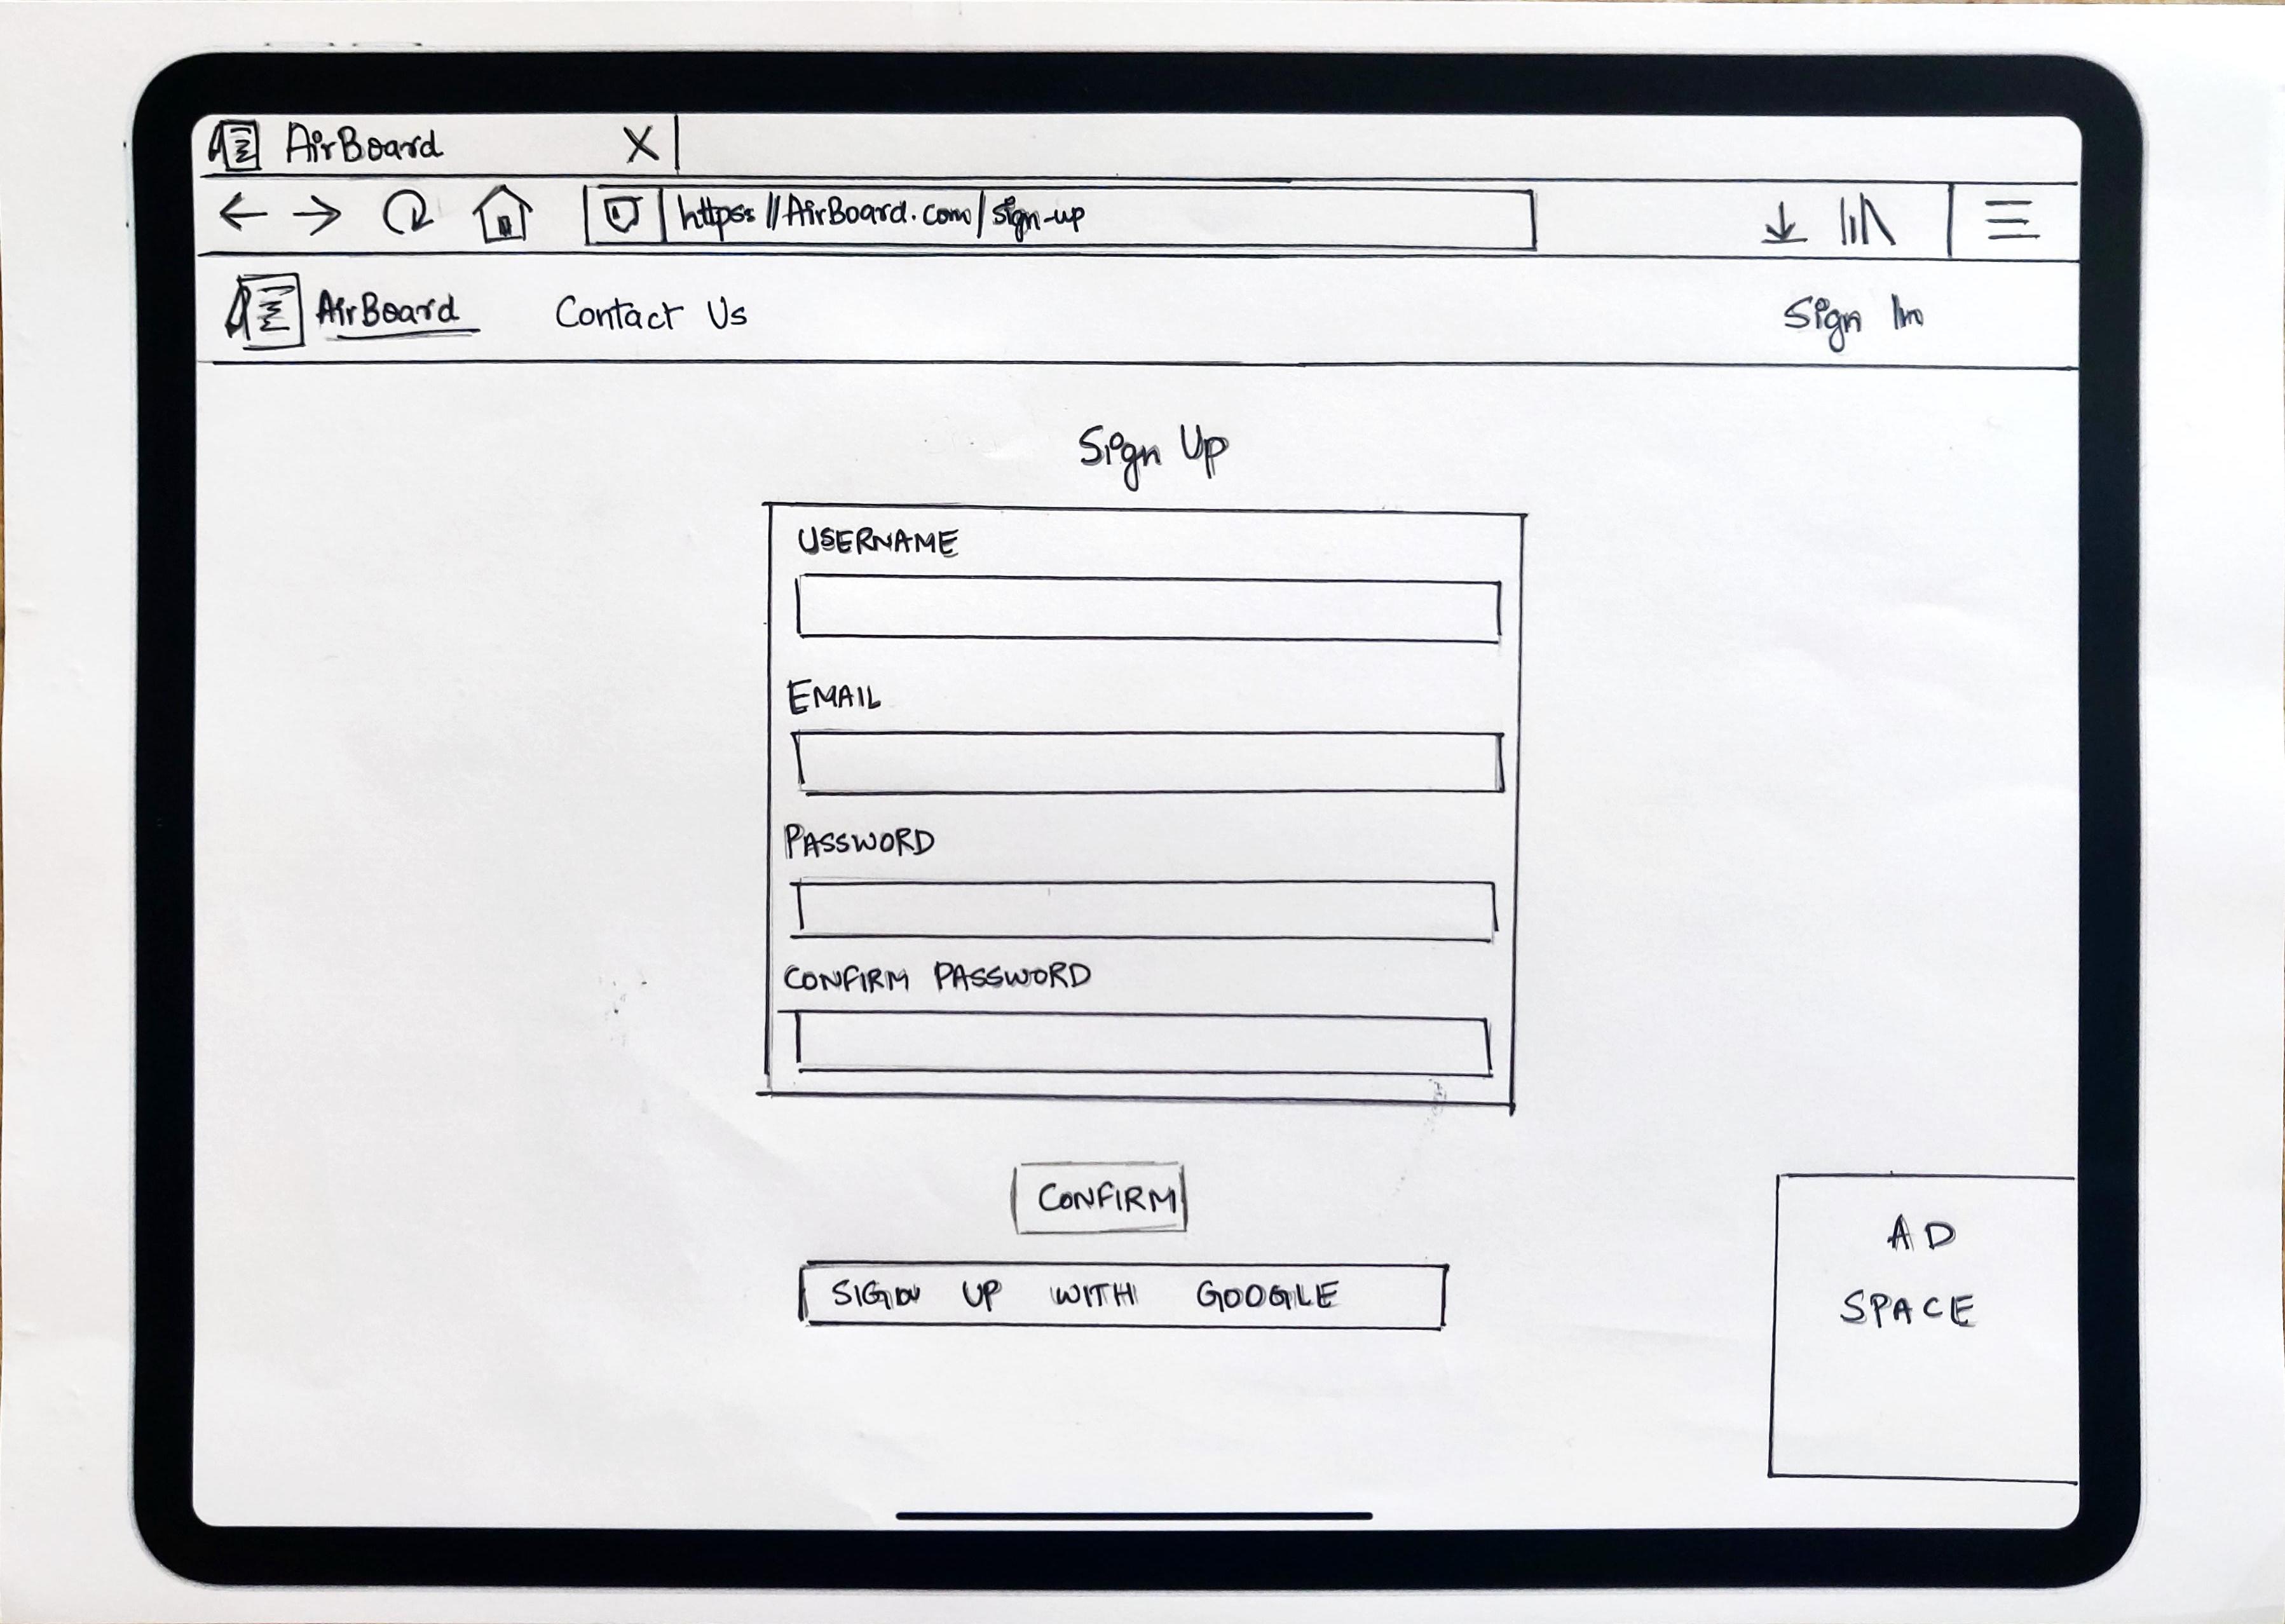 AirBoard X
https://AirBoard.com/sign-up
AirBoard Contact Us Sign In
Sign Up
USERNAME
EMAIL
PASSWORD
CONFIRM PASSWORD
CONFIRM
SIGN UP WITH GOOGLE
AD
SPACE